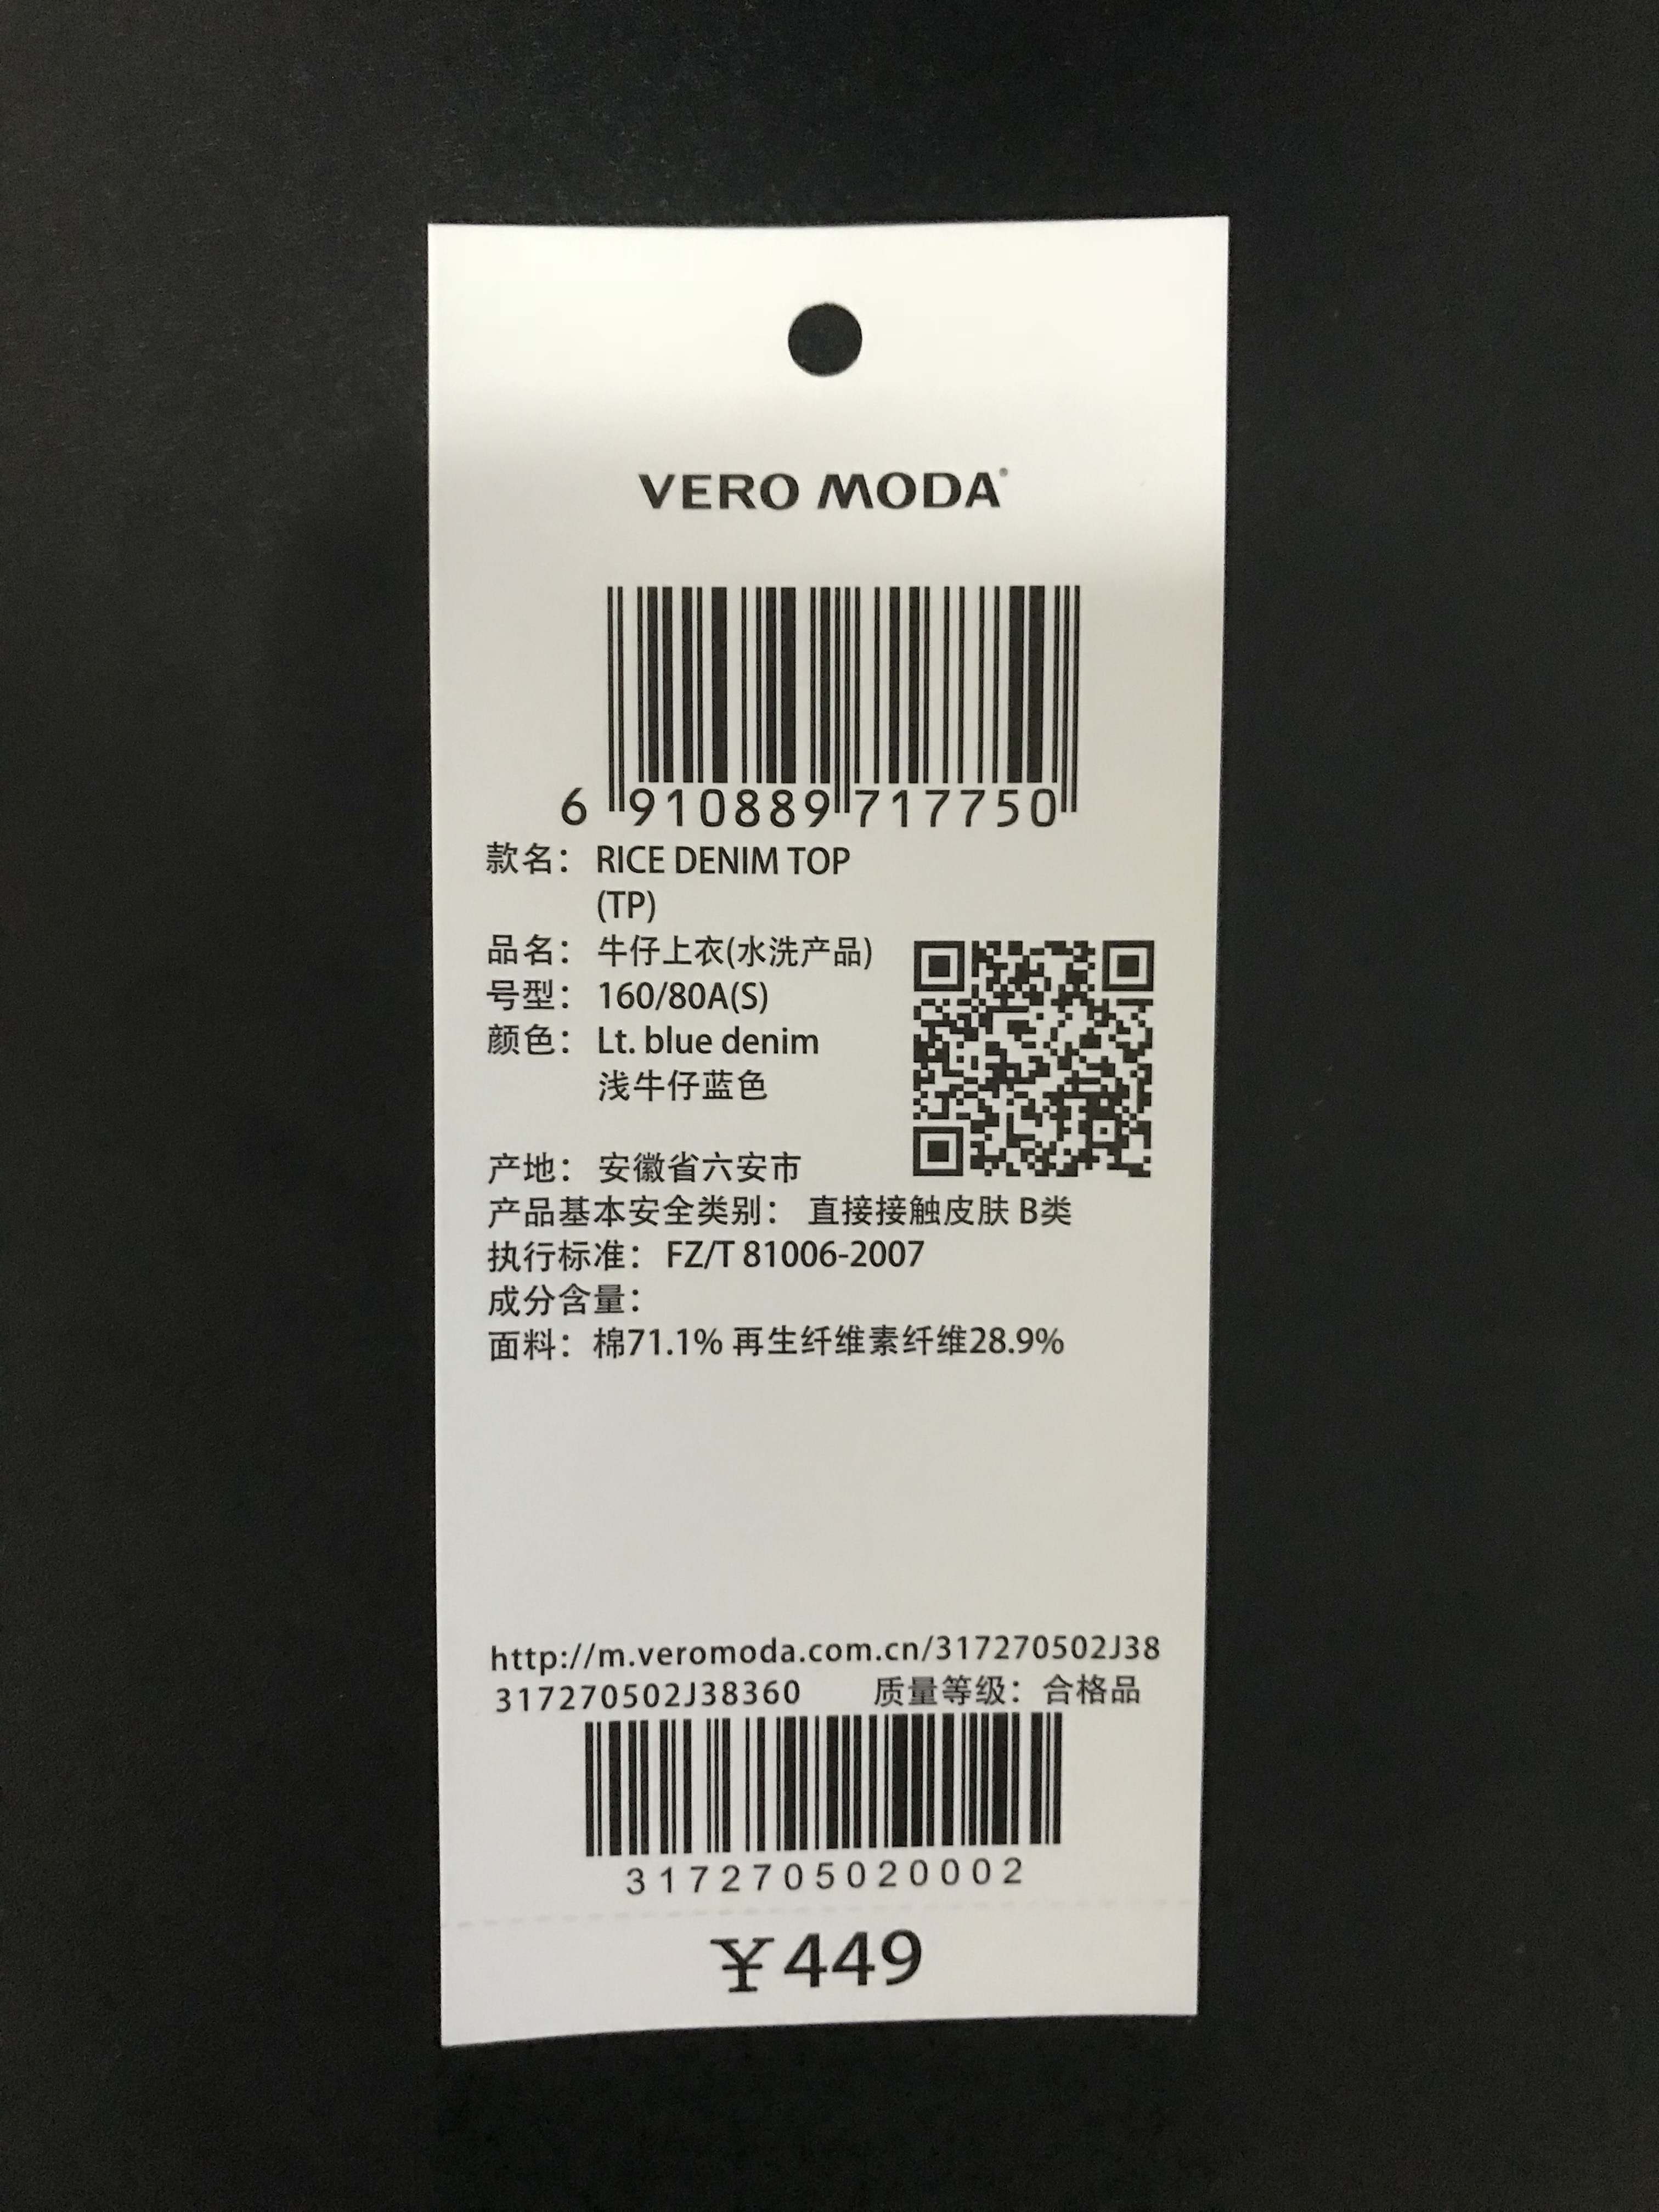 VERO MODA®
6 910889 717750
款名： RICE DENIM TOP
(TP)
品名： 牛仔上衣(水洗产品)
号型： 160/80A(S)
颜色： Lt. blue denim
浅牛仔蓝色
产地： 安徽省六安市
产品基本安全类别： 直接接触皮肤 B类
执行标准： FZ/T 81006-2007
成分含量：
面料： 棉71.1% 再生纤维素纤维28.9%
http://m.veromoda.com.cn/317270502J38
317270502J38360 质量等级：合格品
3172705020002
¥449